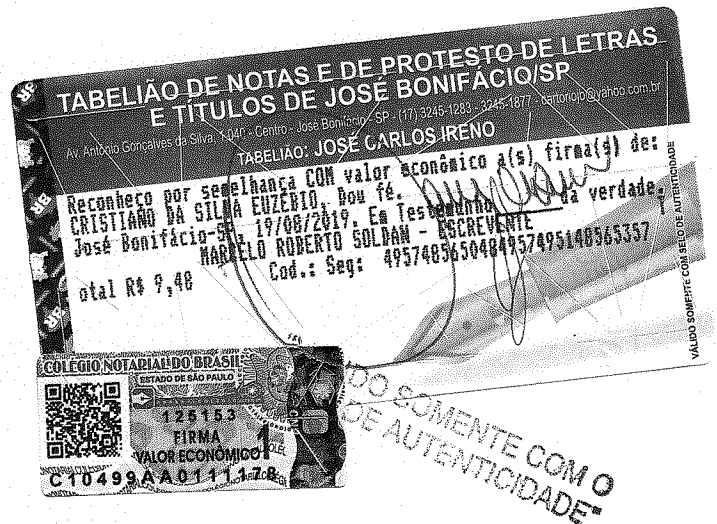 TABELIÃO DE NOTAS E DE PROTESTO DE LETRAS
E TÍTULOS DE JOSÉ BONIFÁCIO/SP
Av. Antônio Goncalves da Silva, 1.040 - Centro - José Bonifácio - SP - (17) 3245-1283 - 3245-1877 - cartoriojb@yahoo.com.br
TABELIÃO: JOSÉ CARLOS IRENO
Reconheço por semelhança COM valor econômico a(s) firma(s) de:
CRISTIANO DA SILVA EUZÉBIO, Dou fé.
José Bonifácio-SP, 19/08/2019. Em Testemunho da verdade.
MARCELO ROBERTO SOLDAN - ESCREVENTE
Cod.: Seg: 4957485650484957495148565357
otal R$ 9,48
VÁLIDO SOMENTE COM SELO DE AUTENTICIDADE
COLÉGIO NOTARIAL DO BRASIL
ESTADO DE SÃO PAULO
125153
FIRMA
VALOR ECONÔMICO 1
C10499AA0111178
DO SOMENTE COM O
DE AUTENTICIDADE"